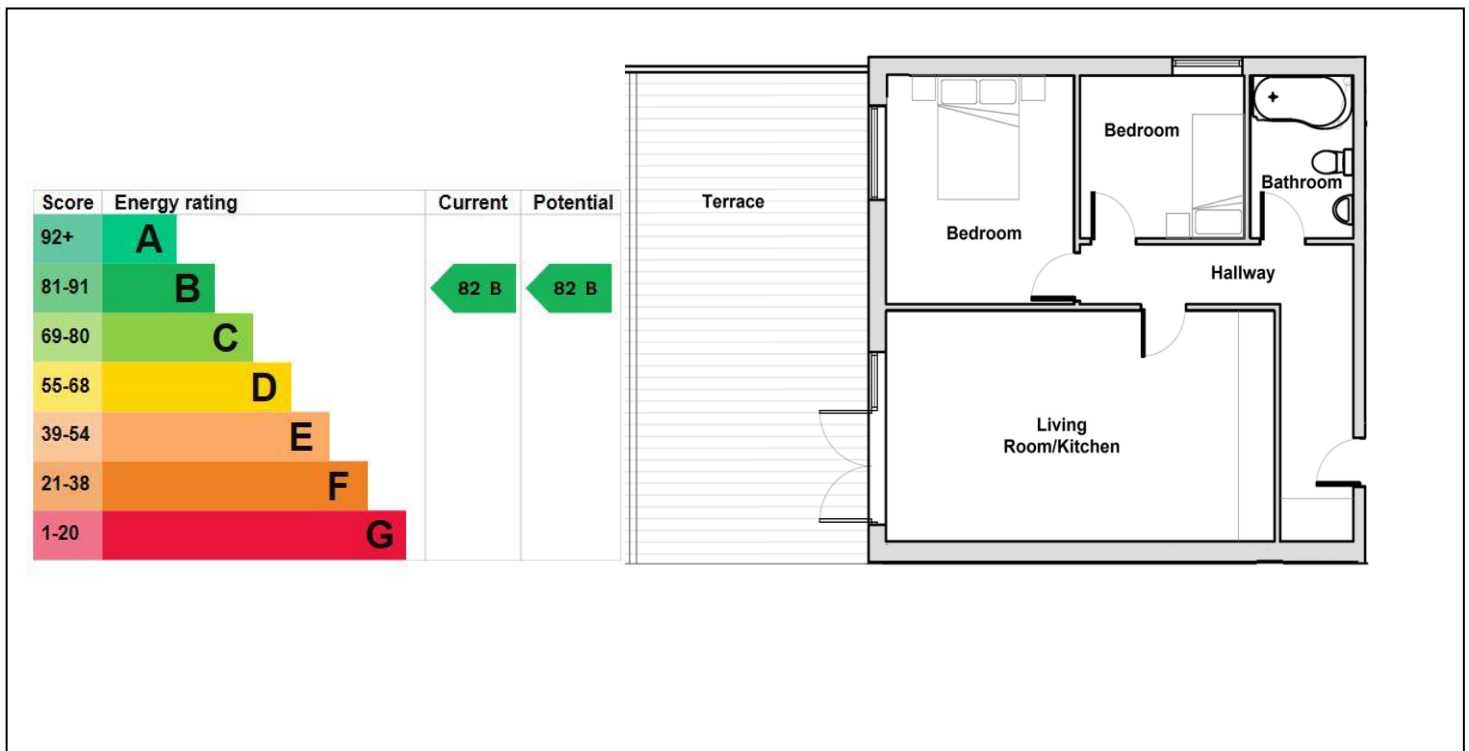 Score Energy rating Current Potential
92+ A
81-91 B 82 B 82 B
69-80 C
55-68 D
39-54 E
21-38 F
1-20 G
Terrace
Bedroom
Bedroom
Bathroom
Hallway
Living
Room/Kitchen